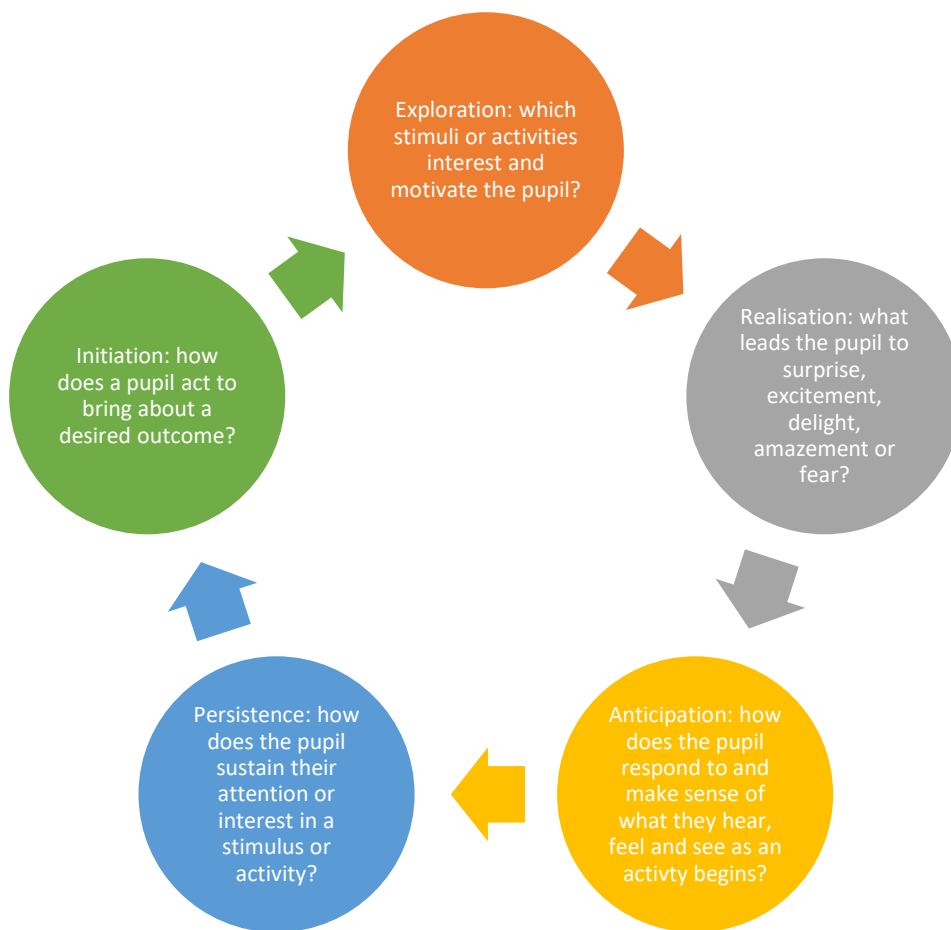 Exploration: which
stimuli or activities
interest and
motivate the pupil?
Realisation: what
leads the pupil to
surprise,
excitement,
delight,
amazement or
fear?
Anticipation: how
does the pupil
respond to and
make sense of
what they hear,
feel and see as an
activty begins?
Persistence: how
does the pupil
sustain their
attention or
interest in a
stimulus or
activity?
Initiation: how
does a pupil act to
bring about a
desired outcome?